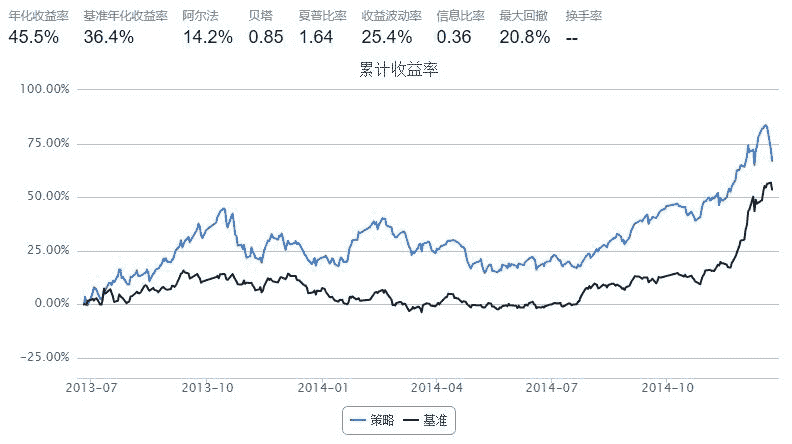 年化收益率 基准年化收益率 阿尔法 贝塔 夏普比率 收益波动率 信息比率 最大回撤 换手率
45.5% 36.4% 14.2% 0.85 1.64 25.4% 0.36 20.8% --
累计收益率
100.00%
75.00%
50.00%
25.00%
0.00%
-25.00%
2013-07 2013-10 2014-01 2014-04 2014-07 2014-10
策略 基准